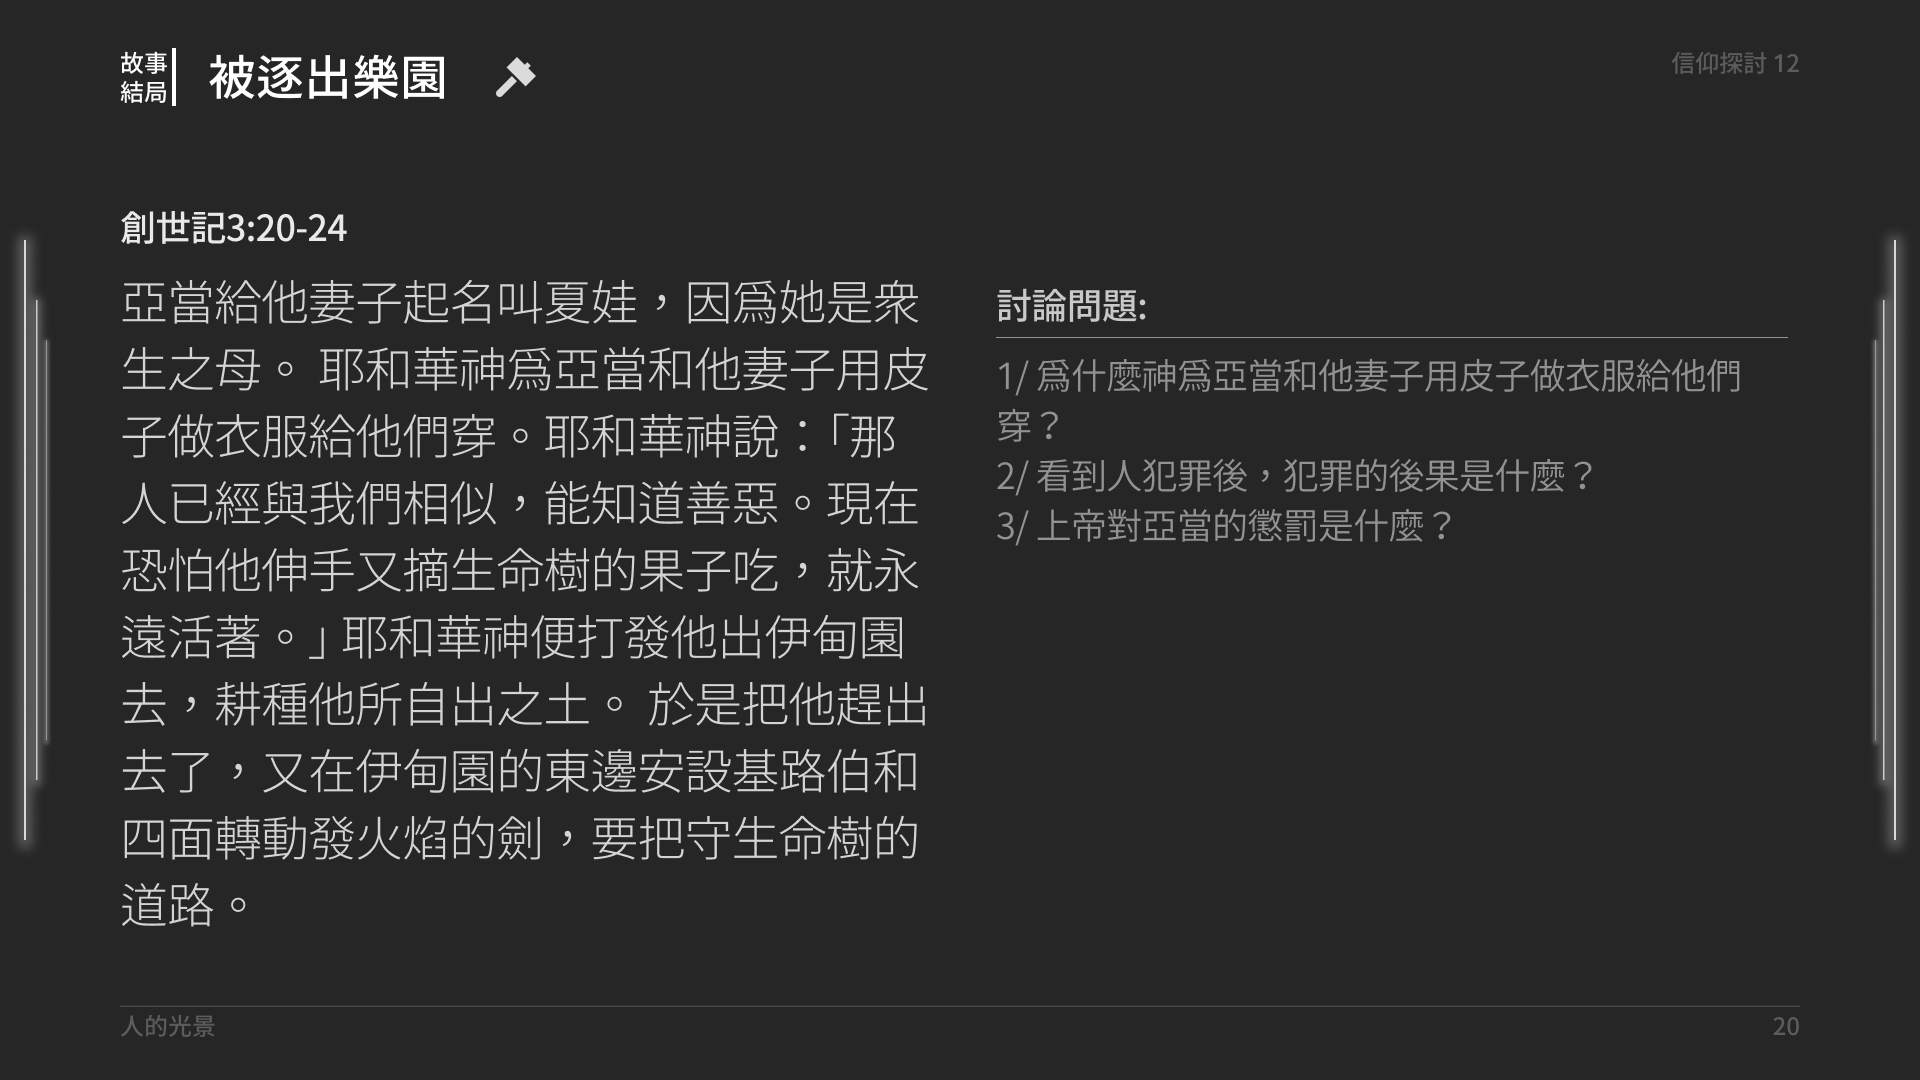 故事
結局
被逐出樂園
信仰探討 12
創世記3:20-24
亞當給他妻子起名叫夏娃，因爲她是衆
生之母。 耶和華神爲亞當和他妻子用皮
子做衣服給他們穿。耶和華神說：「那
人已經與我們相似，能知道善惡。現在
恐怕他伸手又摘生命樹的果子吃，就永
遠活著。」耶和華神便打發他出伊甸園
去，耕種他所自出之土。 於是把他趕出
去了，又在伊甸園的東邊安設基路伯和
四面轉動發火焰的劍，要把守生命樹的
道路。
討論問題:
1/ 爲什麼神爲亞當和他妻子用皮子做衣服給他們
穿？
2/ 看到人犯罪後，犯罪的後果是什麼？
3/ 上帝對亞當的懲罰是什麼？
人的光景
20